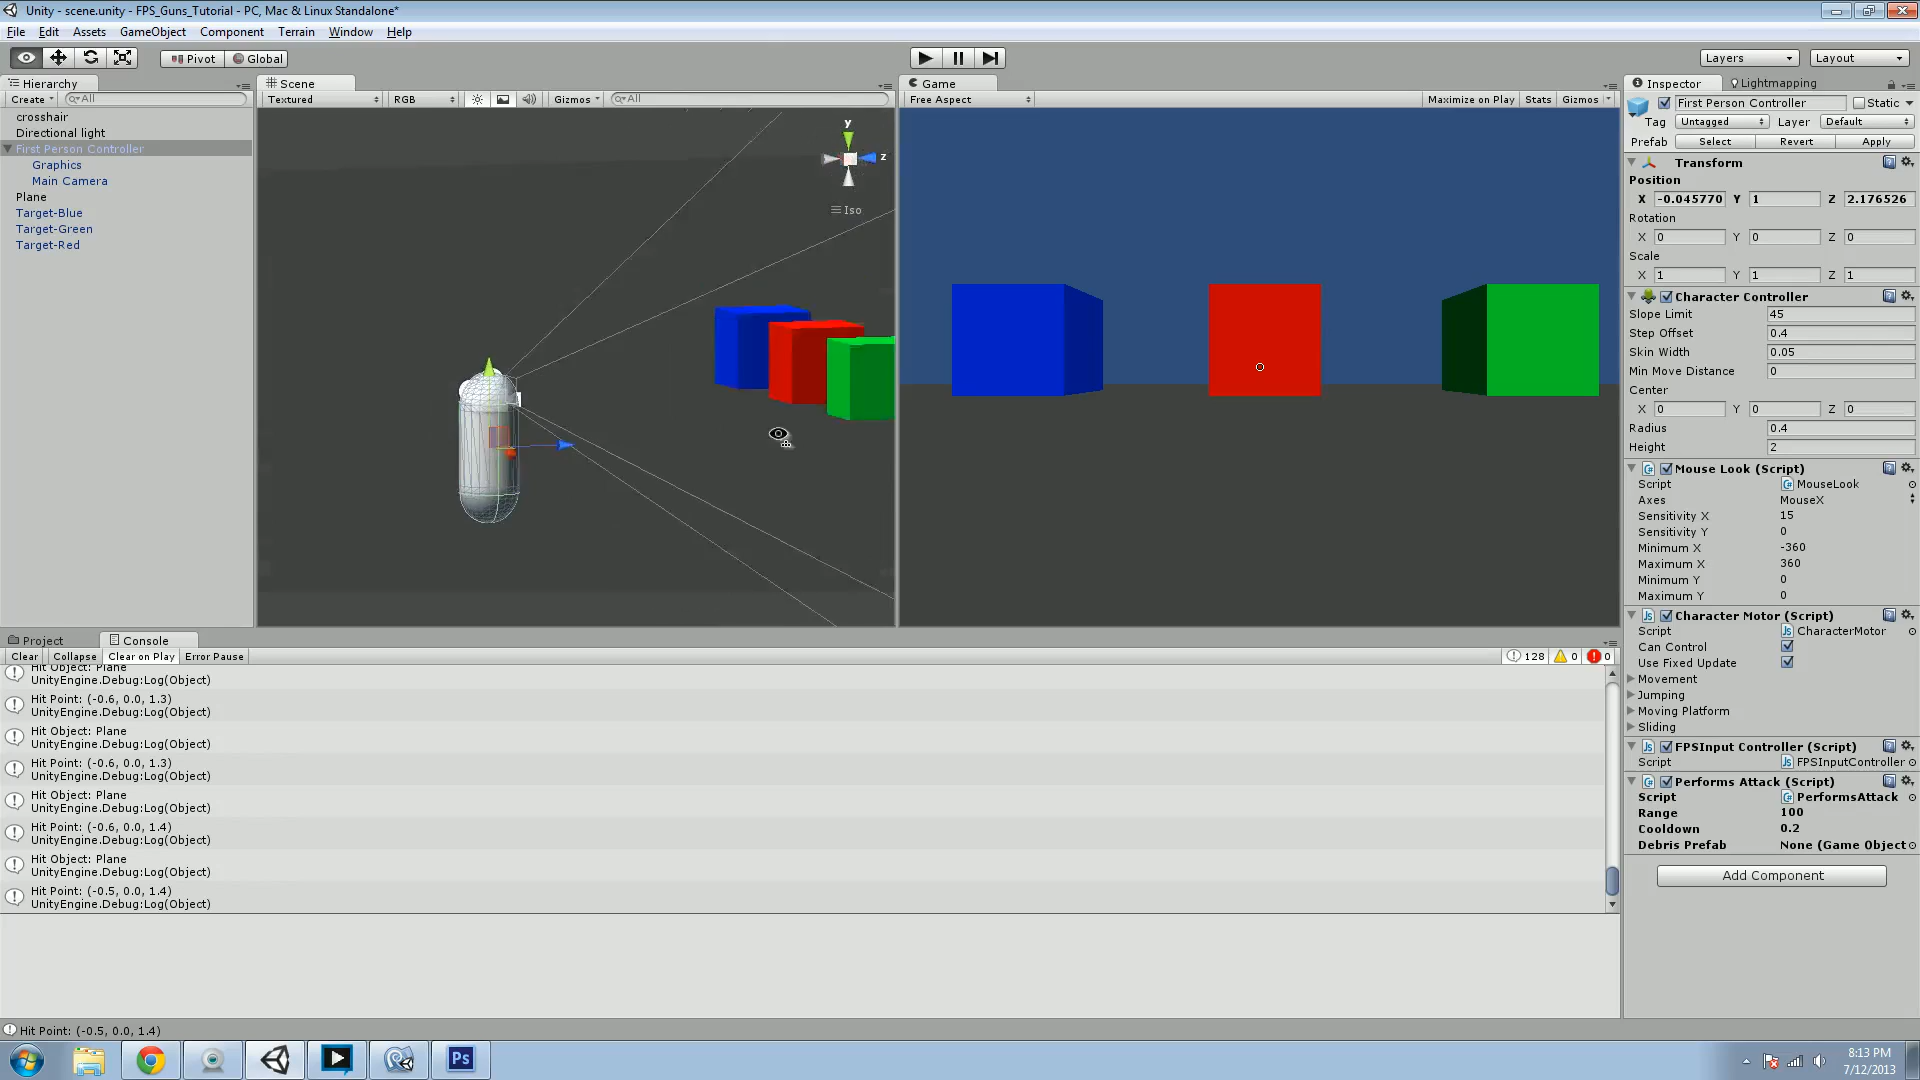 Unity - scene.unity - FPS_Guns_Tutorial - PC, Mac & Linux Standalone*
File Edit Assets GameObject Component Terrain Window Help
Pivot Global Layers Layout
Hierarchy
Create All
crosshair
Directional light
First Person Controller
Graphics
Main Camera
Plane
Target-Blue
Target-Green
Target-Red
Scene
Textured RGB Gizmos All
y
z
Iso
Game
Free Aspect Maximize on Play Stats Gizmos
Inspector Lightmapping
First Person Controller Static
Tag Untagged Layer Default
Prefab Select Revert Apply
Transform
Position
X -0.045770 Y 1 Z 2.176526
Rotation
X 0 Y 0 Z 0
Scale
X 1 Y 1 Z 1
Character Controller
Slope Limit 45
Step Offset 0.4
Skin Width 0.05
Min Move Distance 0
Center
X 0 Y 0 Z 0
Radius 0.4
Height 2
Mouse Look (Script)
Script MouseLook
Axes MouseX
Sensitivity X 15
Sensitivity Y 0
Minimum X -360
Maximum X 360
Minimum Y 0
Maximum Y 0
Character Motor (Script)
Script CharacterMotor
Can Control
Use Fixed Update
Movement
Jumping
Moving Platform
Sliding
FPSInput Controller (Script)
Script FPSInputController
Performs Attack (Script)
Script PerformsAttack
Range 100
Cooldown 0.2
Debris Prefab None (Game Object
Add Component
Project Console
Clear Collapse Clear on Play Error Pause 128 0 0
Hit Object: Plane
UnityEngine.Debug:Log(Object)
Hit Point: (-0.6, 0.0, 1.3)
UnityEngine.Debug:Log(Object)
Hit Object: Plane
UnityEngine.Debug:Log(Object)
Hit Point: (-0.6, 0.0, 1.3)
UnityEngine.Debug:Log(Object)
Hit Object: Plane
UnityEngine.Debug:Log(Object)
Hit Point: (-0.6, 0.0, 1.4)
UnityEngine.Debug:Log(Object)
Hit Object: Plane
UnityEngine.Debug:Log(Object)
Hit Point: (-0.5, 0.0, 1.4)
UnityEngine.Debug:Log(Object)
Hit Point: (-0.5, 0.0, 1.4)
Ps
8:13 PM
7/12/2013